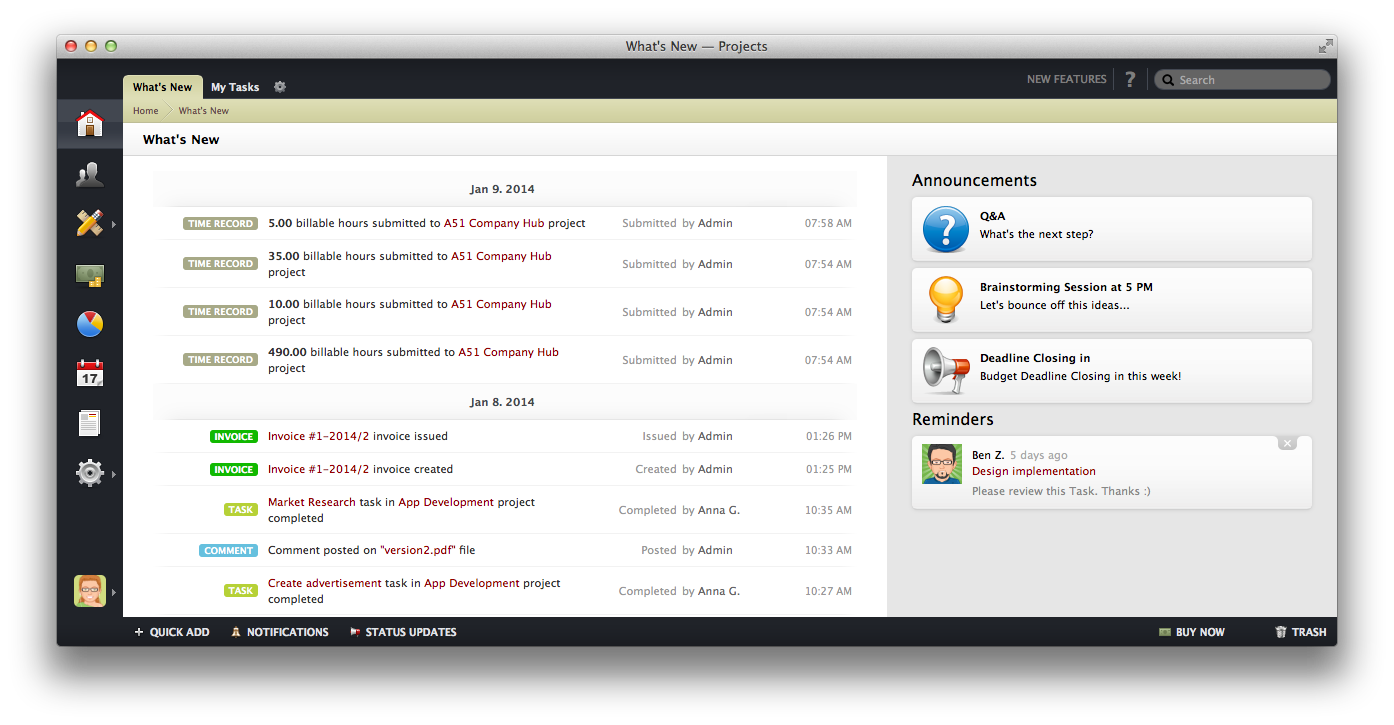 What's New — Projects
What's New
My Tasks
NEW FEATURES
?
Search
Home
What's New
What's New
Jan 9. 2014
TIME RECORD 5.00 billable hours submitted to A51 Company Hub project Submitted by Admin 07:58 AM
TIME RECORD 35.00 billable hours submitted to A51 Company Hub
project Submitted by Admin 07:54 AM
TIME RECORD 10.00 billable hours submitted to A51 Company Hub
project Submitted by Admin 07:54 AM
TIME RECORD 490.00 billable hours submitted to A51 Company Hub
project Submitted by Admin 07:54 AM
Jan 8. 2014
INVOICE Invoice #1-2014/2 invoice issued Issued by Admin 01:26 PM
INVOICE Invoice #1-2014/2 invoice created Created by Admin 01:25 PM
TASK Market Research task in App Development project
completed Completed by Anna G. 10:35 AM
COMMENT Comment posted on "version2.pdf" file Posted by Admin 10:33 AM
TASK Create advertisement task in App Development project
completed Completed by Anna G. 10:27 AM
Announcements
?
Q&A
What's the next step?
Brainstorming Session at 5 PM
Let's bounce off this ideas...
Deadline Closing in
Budget Deadline Closing in this week!
Reminders
Ben Z. 5 days ago
Design implementation
Please review this Task. Thanks :)
17
+ QUICK ADD
NOTIFICATIONS
STATUS UPDATES
BUY NOW
TRASH